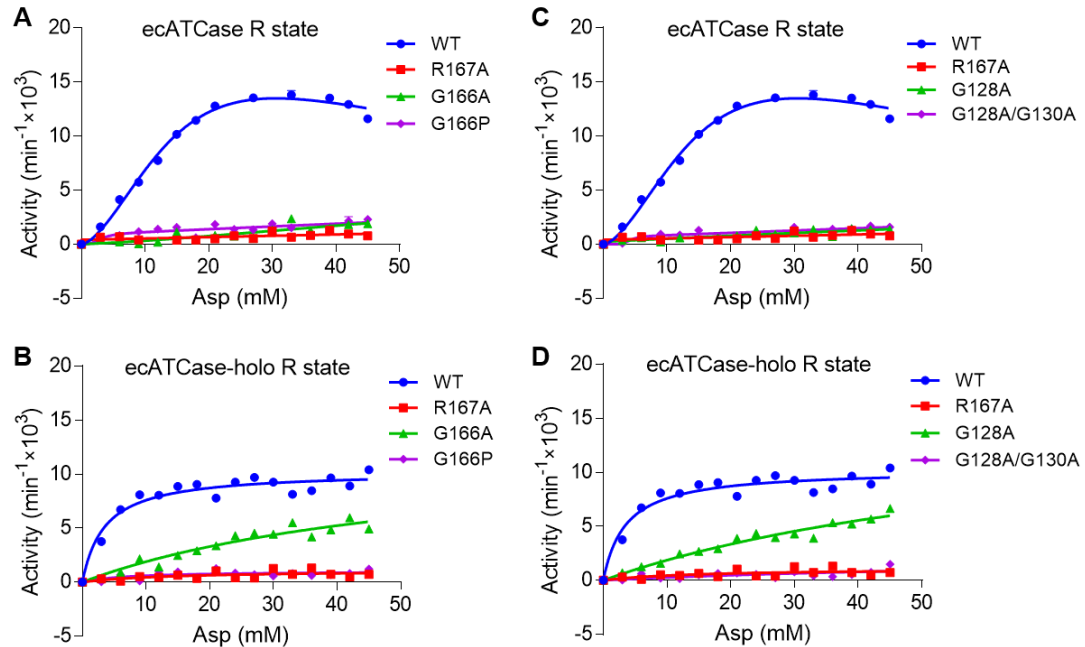 A
ecATCase R state
Activity (min⁻¹×10³)
20
15
10
5
0
-5
10
20
30
40
50
Asp (mM)
WT
R167A
G166A
G166P
C
ecATCase R state
Activity (min⁻¹×10³)
20
15
10
5
0
-5
10
20
30
40
50
Asp (mM)
WT
R167A
G128A
G128A/G130A
B
ecATCase-holo R state
Activity (min⁻¹×10³)
20
15
10
5
0
-5
10
20
30
40
50
Asp (mM)
WT
R167A
G166A
G166P
D
ecATCase-holo R state
Activity (min⁻¹×10³)
20
15
10
5
0
-5
10
20
30
40
50
Asp (mM)
WT
R167A
G128A
G128A/G130A